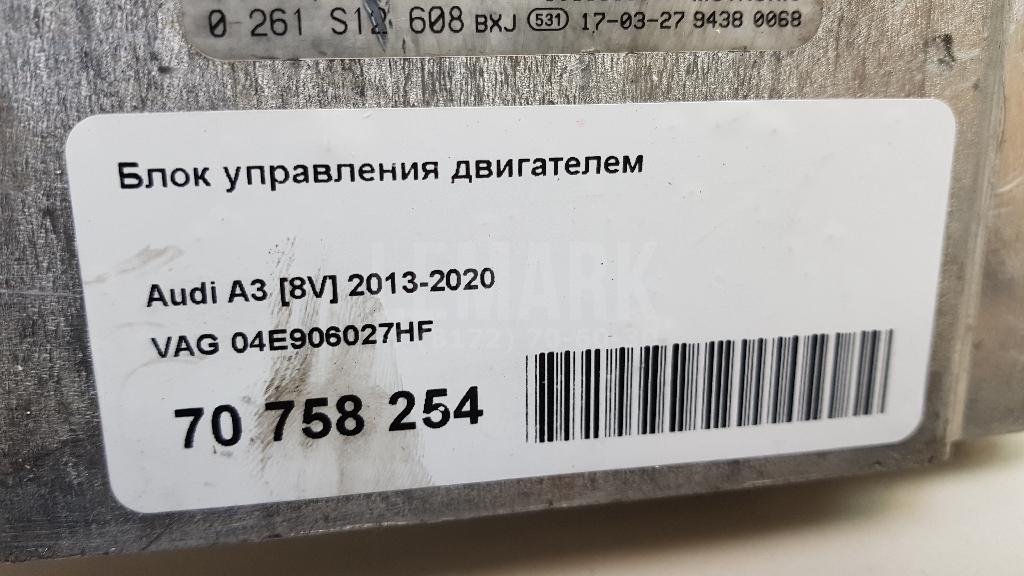 0 261 S12 608 BXJ 531 17-03-27 9438 0068
Блок управления двигателем
LEMARK
Audi A3 [8V] 2013-2020
VAG 04E906027HF
70 758 254